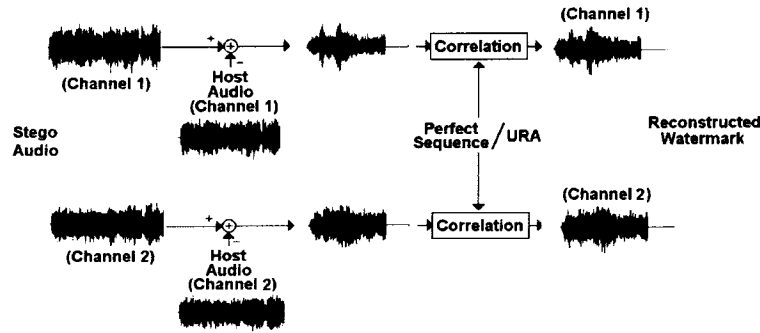 (Channel 1)
+
+
−
Correlation
(Channel 1)
Host
Audio
(Channel 1)
Stego
Audio
Perfect
Sequence / URA
Reconstructed
Watermark
(Channel 2)
+
+
−
Correlation
(Channel 2)
Host
Audio
(Channel 2)